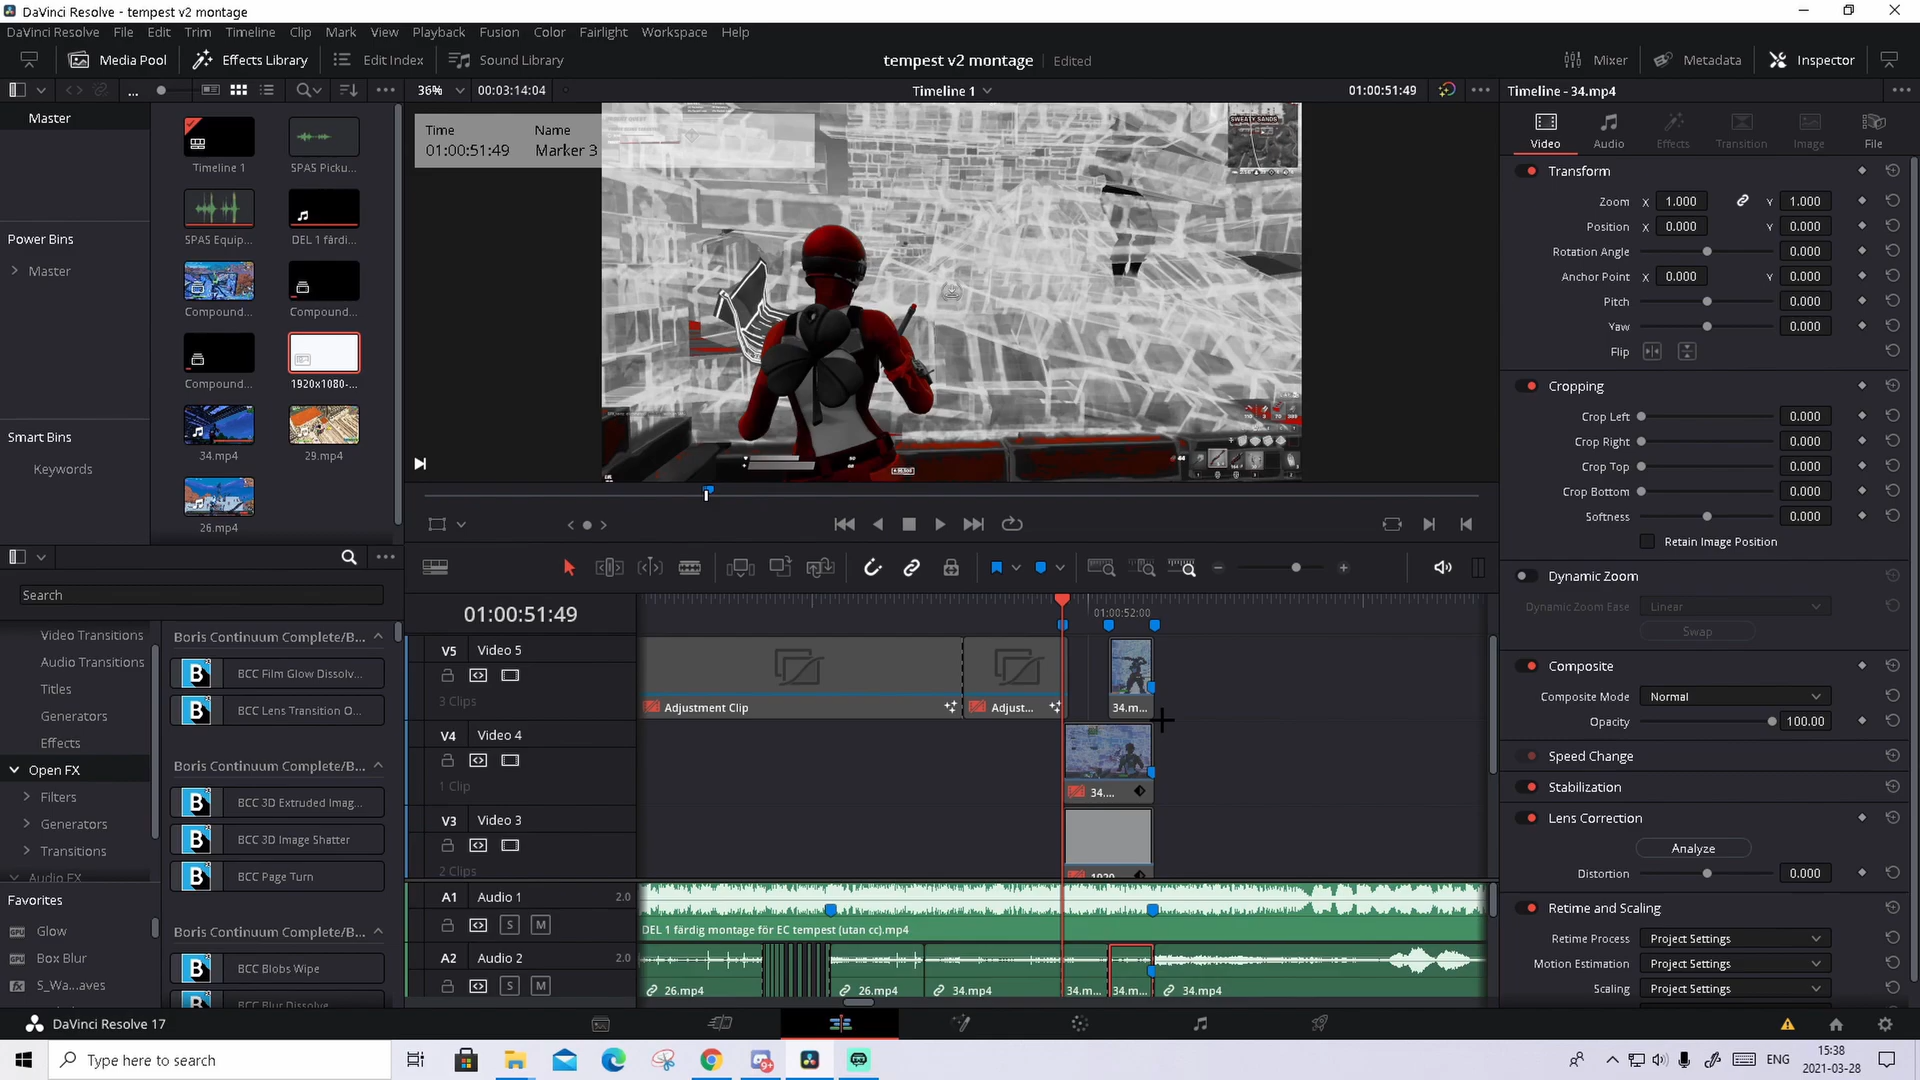 DaVinci Resolve - tempest v2 montage
DaVinci Resolve File Edit Trim Timeline Clip Mark View Playback Fusion Color Fairlight Workspace Help
Media Pool Effects Library Edit Index Sound Library tempest v2 montage Edited Mixer Metadata Inspector
36% 00:03:14:04 Timeline 1 01:00:51:49 Timeline - 34.mp4
Master
Timeline 1 SPAS Picku...
SPAS Equip... DEL 1 färdi...
Power Bins
Master
Compound... Compound...
Compound... 1920x1080-...
Smart Bins
Keywords
34.mp4 29.mp4
26.mp4
Time Name
01:00:51:49 Marker 3
SWEATY SANDS
Video Audio Effects Transition Image File
Transform
Zoom X 1.000 Y 1.000
Position X 0.000 Y 0.000
Rotation Angle 0.000
Anchor Point X 0.000 Y 0.000
Pitch 0.000
Yaw 0.000
Flip
Cropping
Crop Left 0.000
Crop Right 0.000
Crop Top 0.000
Crop Bottom 0.000
Softness 0.000
Retain Image Position
Dynamic Zoom
Dynamic Zoom Ease Linear
Swap
Composite
Composite Mode Normal
Opacity 100.00
Speed Change
Stabilization
Lens Correction
Analyze
Distortion 0.000
Retime and Scaling
Retime Process Project Settings
Motion Estimation Project Settings
Scaling Project Settings
Search
Video Transitions
Audio Transitions
Titles
Generators
Effects
Open FX
Filters
Generators
Transitions
Audio FX
Favorites
Glow
Box Blur
S_Wa...aves
Boris Continuum Complete/B...
BCC Film Glow Dissolv...
BCC Lens Transition O...
Boris Continuum Complete/B...
BCC 3D Extruded Imag...
BCC 3D Image Shatter
BCC Page Turn
Boris Continuum Complete/B...
BCC Blobs Wipe
BCC Blur Dissolve
01:00:51:49 01:00:52:00
V5 Video 5
3 Clips
Adjustment Clip Adjust... 34.m...
V4 Video 4
1 Clip
34....
V3 Video 3
2 Clips
1920...
A1 Audio 1 2.0
S M
DEL 1 färdig montage för EC tempest (utan cc).mp4
A2 Audio 2 2.0
S M
26.mp4 26.mp4 34.mp4 34.m... 34.m... 34.mp4
DaVinci Resolve 17
Type here to search
9+
ENG
15:38
2021-03-28